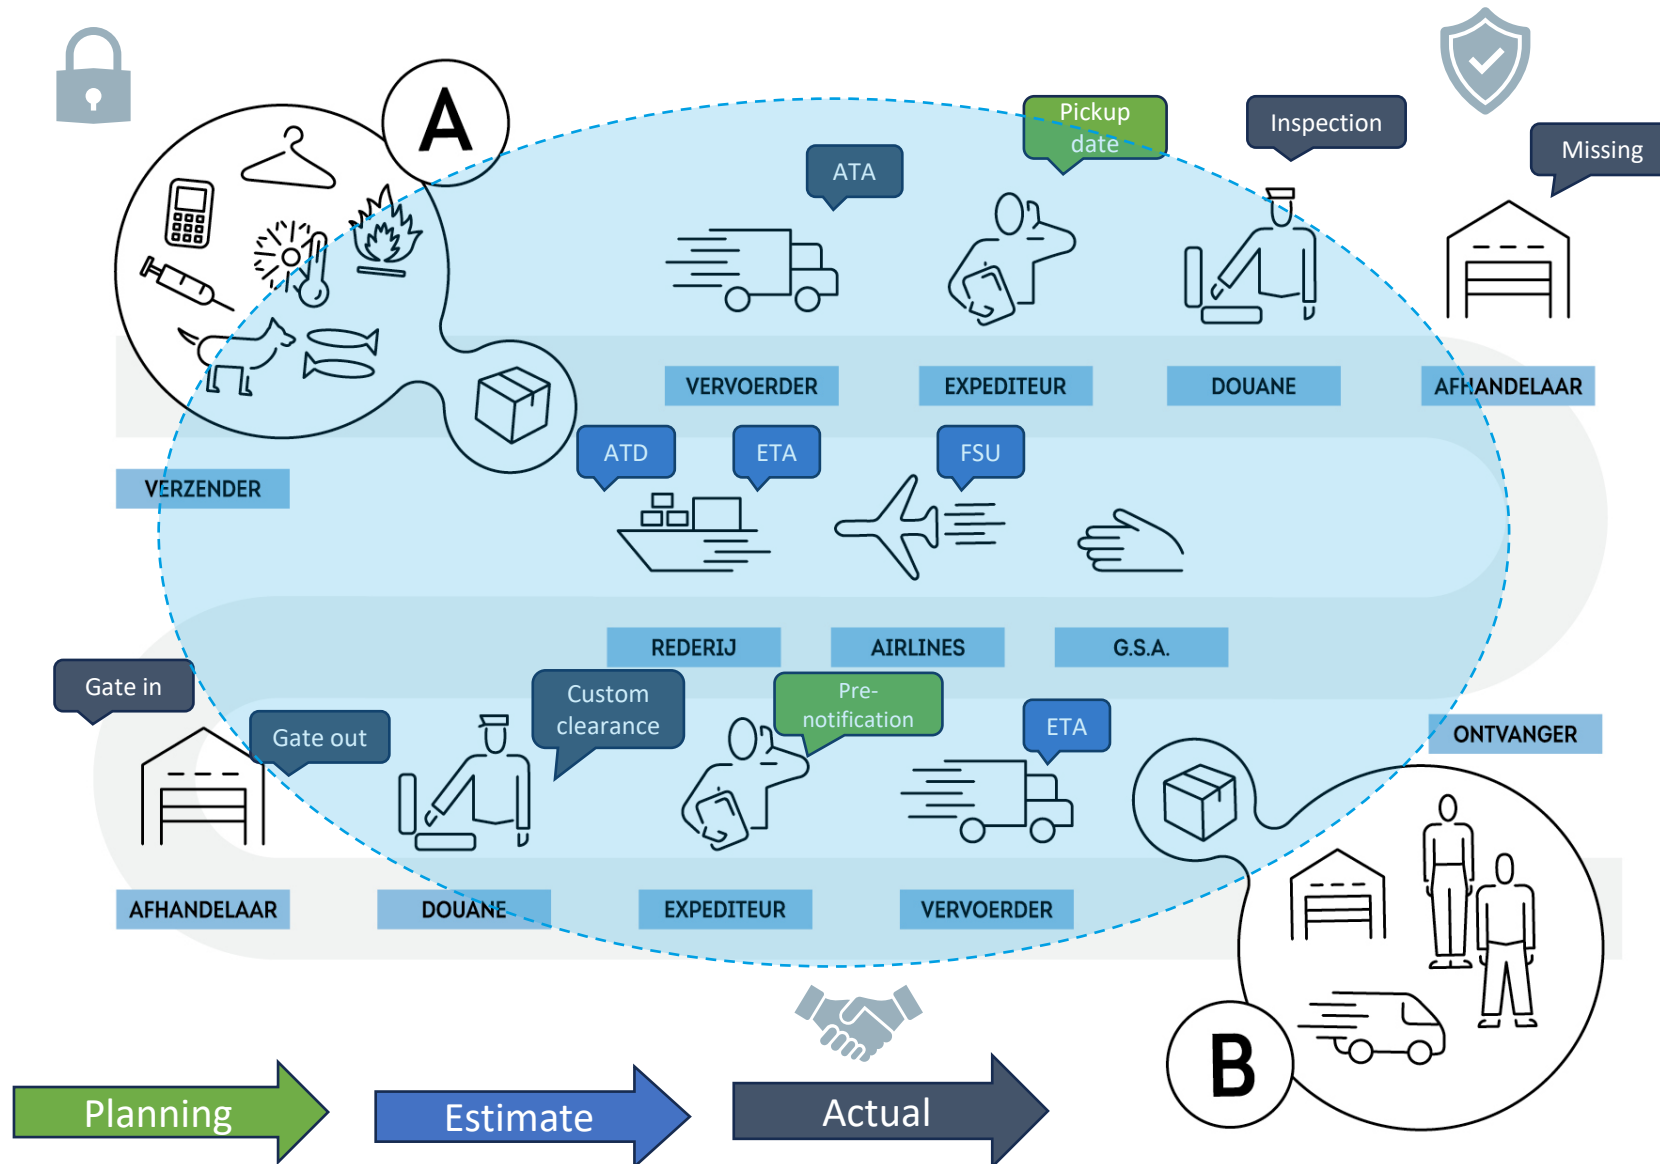 A
Pickup
date
Inspection
Missing
ATA
VERVOERDER
EXPEDITEUR
DOUANE
AFHANDELAAR
VERZENDER
ATD
ETA
FSU
REDERIJ
AIRLINES
G.S.A.
Gate in
Gate out
Custom
clearance
Pre-
notification
ETA
ONTVANGER
AFHANDELAAR
DOUANE
EXPEDITEUR
VERVOERDER
B
Planning
Estimate
Actual